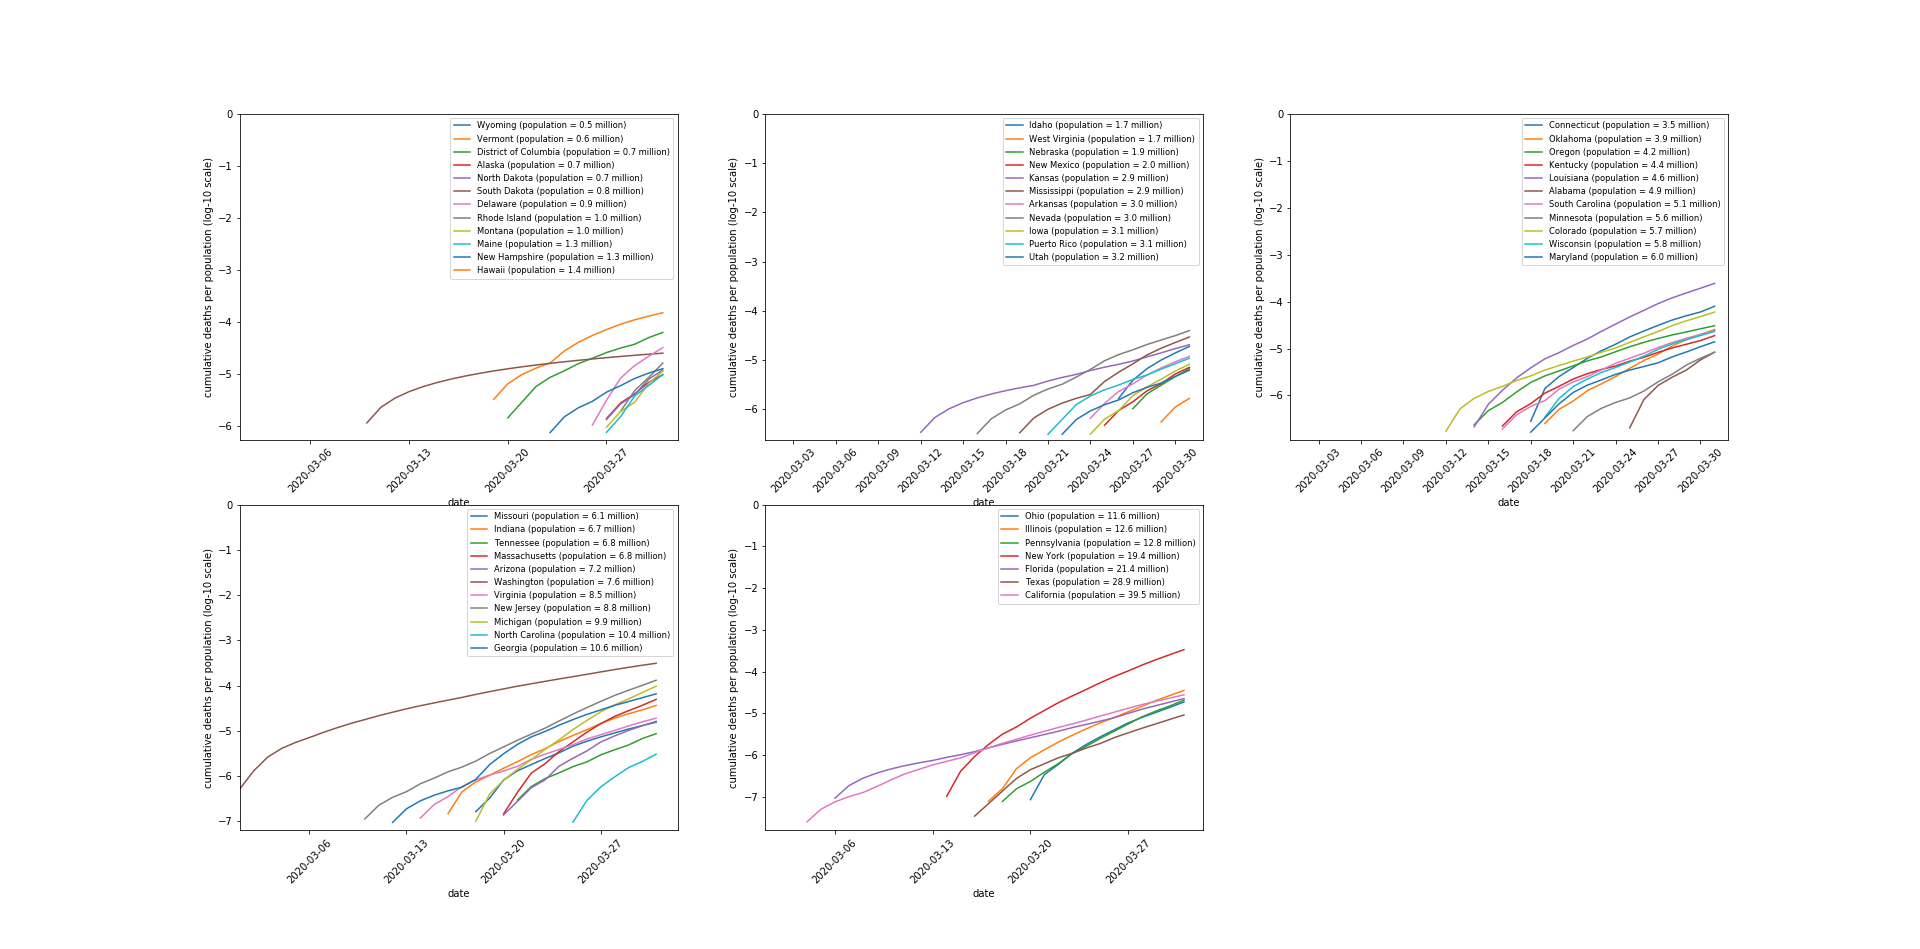 0
−1
−2
−3
−4
−5
−6
cumulative deaths per population (log-10 scale)
Wyoming (population = 0.5 million)
Vermont (population = 0.6 million)
District of Columbia (population = 0.7 million)
Alaska (population = 0.7 million)
North Dakota (population = 0.7 million)
South Dakota (population = 0.8 million)
Delaware (population = 0.9 million)
Rhode Island (population = 1.0 million)
Montana (population = 1.0 million)
Maine (population = 1.3 million)
New Hampshire (population = 1.3 million)
Hawaii (population = 1.4 million)
2020-03-06
2020-03-13
2020-03-20
2020-03-27
date
0
−1
−2
−3
−4
−5
−6
cumulative deaths per population (log-10 scale)
Idaho (population = 1.7 million)
West Virginia (population = 1.7 million)
Nebraska (population = 1.9 million)
New Mexico (population = 2.0 million)
Kansas (population = 2.9 million)
Mississippi (population = 2.9 million)
Arkansas (population = 3.0 million)
Nevada (population = 3.0 million)
Iowa (population = 3.1 million)
Puerto Rico (population = 3.1 million)
Utah (population = 3.2 million)
2020-03-03
2020-03-06
2020-03-09
2020-03-12
2020-03-15
2020-03-18
2020-03-21
2020-03-24
2020-03-27
2020-03-30
date
0
−1
−2
−3
−4
−5
−6
cumulative deaths per population (log-10 scale)
Connecticut (population = 3.5 million)
Oklahoma (population = 3.9 million)
Oregon (population = 4.2 million)
Kentucky (population = 4.4 million)
Louisiana (population = 4.6 million)
Alabama (population = 4.9 million)
South Carolina (population = 5.1 million)
Minnesota (population = 5.6 million)
Colorado (population = 5.7 million)
Wisconsin (population = 5.8 million)
Maryland (population = 6.0 million)
2020-03-03
2020-03-06
2020-03-09
2020-03-12
2020-03-15
2020-03-18
2020-03-21
2020-03-24
2020-03-27
2020-03-30
date
0
−1
−2
−3
−4
−5
−6
−7
cumulative deaths per population (log-10 scale)
Missouri (population = 6.1 million)
Indiana (population = 6.7 million)
Tennessee (population = 6.8 million)
Massachusetts (population = 6.8 million)
Arizona (population = 7.2 million)
Washington (population = 7.6 million)
Virginia (population = 8.5 million)
New Jersey (population = 8.8 million)
Michigan (population = 9.9 million)
North Carolina (population = 10.4 million)
Georgia (population = 10.6 million)
2020-03-06
2020-03-13
2020-03-20
2020-03-27
date
0
−1
−2
−3
−4
−5
−6
−7
cumulative deaths per population (log-10 scale)
Ohio (population = 11.6 million)
Illinois (population = 12.6 million)
Pennsylvania (population = 12.8 million)
New York (population = 19.4 million)
Florida (population = 21.4 million)
Texas (population = 28.9 million)
California (population = 39.5 million)
2020-03-06
2020-03-13
2020-03-20
2020-03-27
date